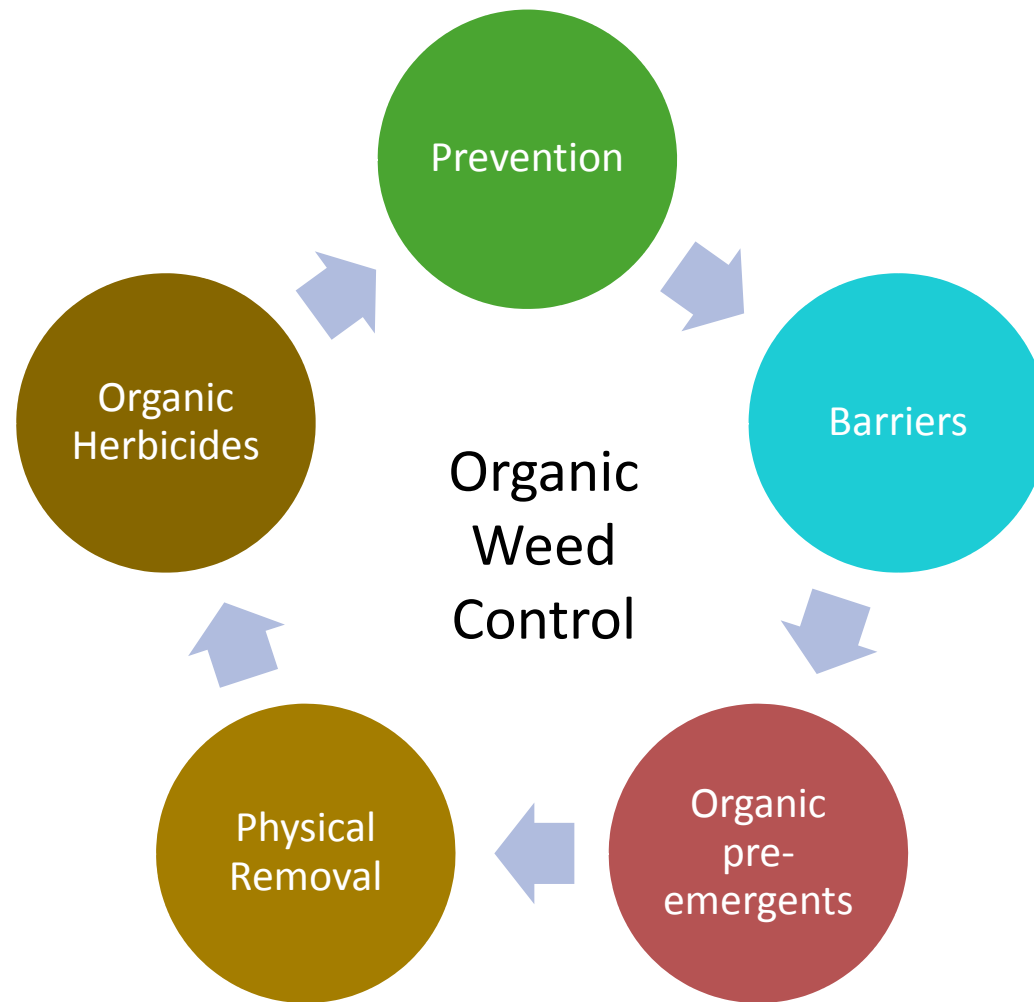 Prevention
Barriers
Organic
pre-
emergents
Physical
Removal
Organic
Herbicides
Organic
Weed
Control